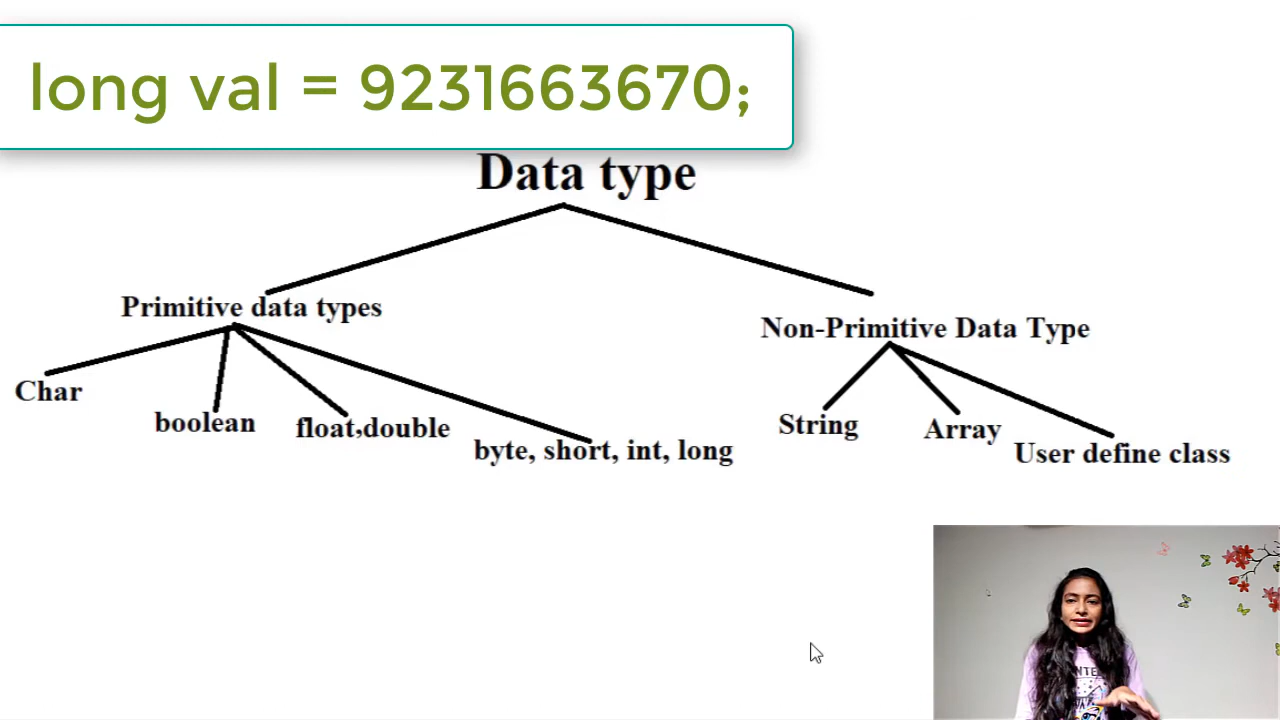 long val = 9231663670;
Data type
Primitive data types
Non-Primitive Data Type
Char
boolean
float,double
byte, short, int, long
String
Array
User define class